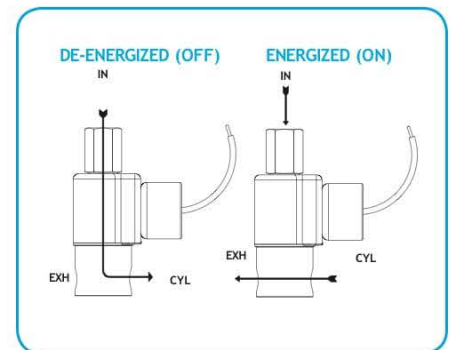 DE-ENERGIZED (OFF)
IN
EXH
CYL
ENERGIZED (ON)
IN
EXH
CYL